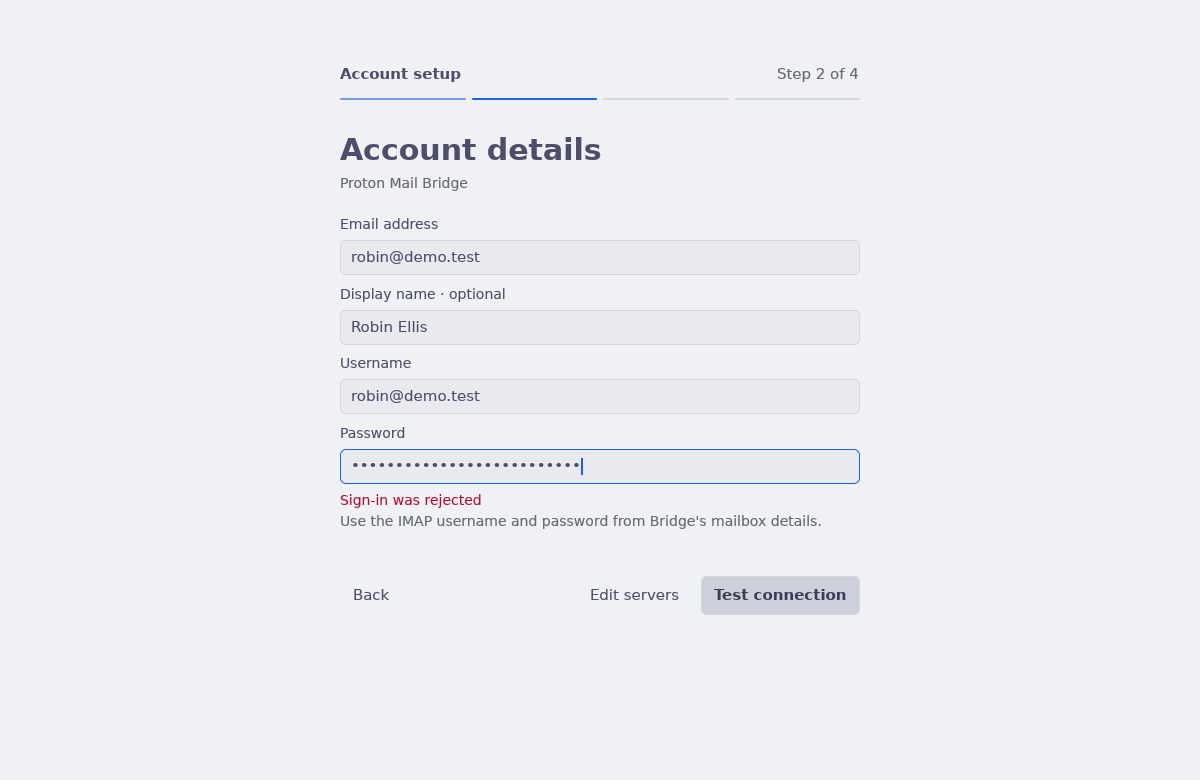 Account setup
Step 2 of 4
Account details
Proton Mail Bridge
Email address
robin@demo.test
Display name · optional
Robin Ellis
Username
robin@demo.test
Password
••••••••••••••••••••••••••
Sign-in was rejected
Use the IMAP username and password from Bridge's mailbox details.
Back
Edit servers
Test connection